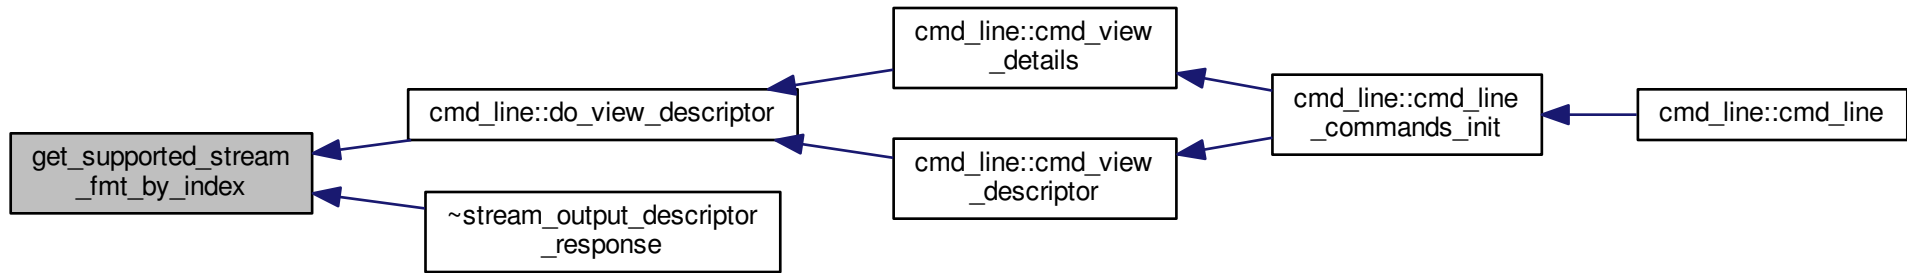 get_supported_stream
_fmt_by_index
cmd_line::do_view_descriptor
~stream_output_descriptor
_response
cmd_line::cmd_view
_details
cmd_line::cmd_view
_descriptor
cmd_line::cmd_line
_commands_init
cmd_line::cmd_line